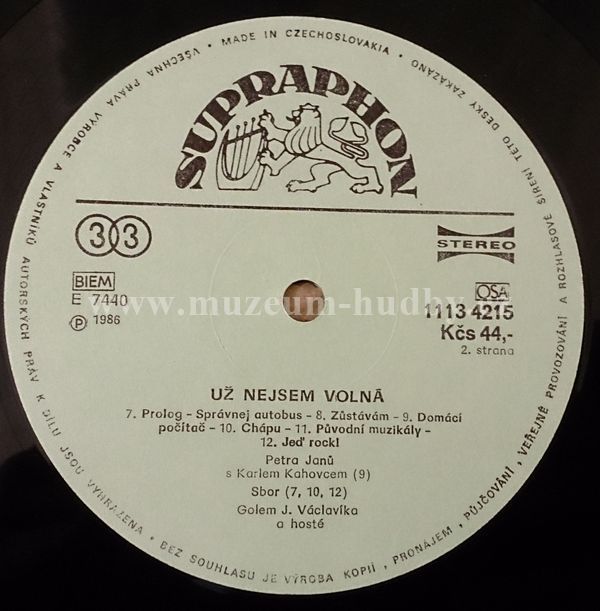 VŠECHNA PRÁVA VÝROBCE A VLASTNÍKŮ AUTORSKÝCH PRÁV K DÍLU JSOU VYHRAZENA • BEZ SOUHLASU JE VÝROBA KOPIÍ, PRONÁJEM, PŮJČOVÁNÍ, VEŘEJNÉ PROVOZOVÁNÍ A ROZHLASOVÉ ŠÍŘENÍ TÉTO DESKY ZAKÁZÁNO • MADE IN CZECHOSLOVAKIA •
SUPRAPHON
33
STEREO
BIEM
E 7440
Ⓟ 1986
OSA
1113 4215
Kčs 44,-
2. strana
www.muzeum-hudby
UŽ NEJSEM VOLNÁ
7. Prolog – Správnej autobus – 8. Zůstávám – 9. Domácí
počítač – 10. Chápu – 11. Původní muzikály –
12. Jeď rock!
Petra Janů
s Karlem Kahovcem (9)
Sbor (7, 10, 12)
Golem J. Václavíka
a hosté